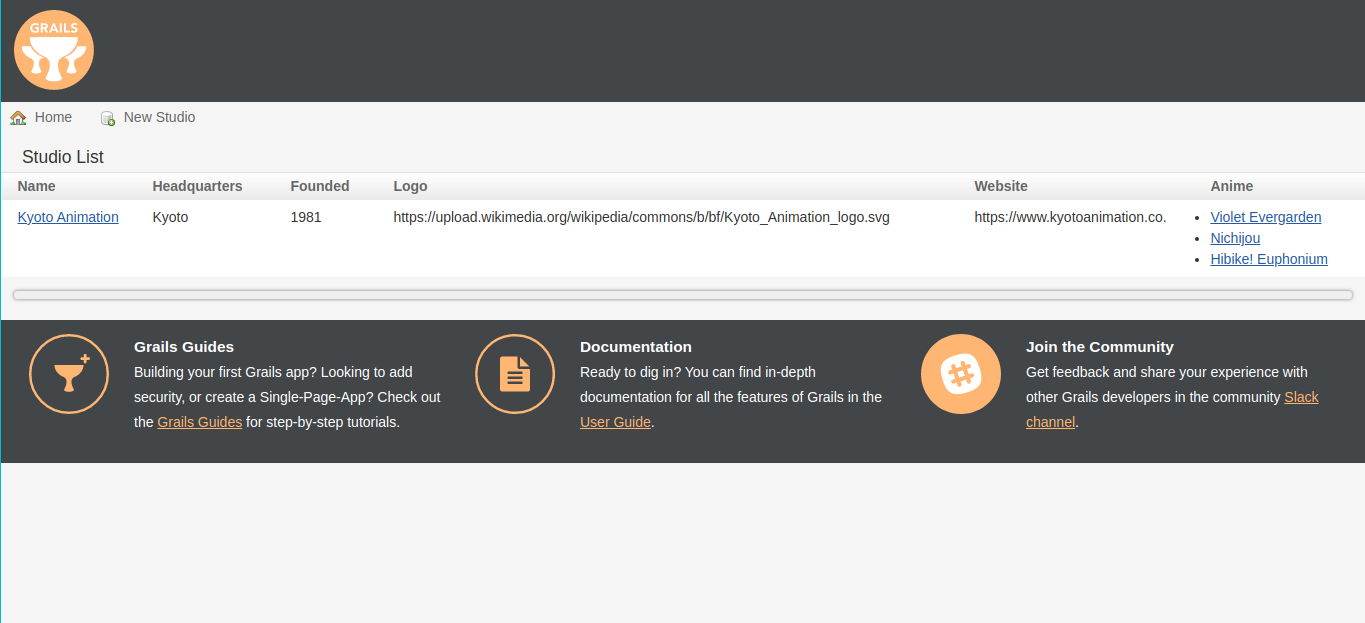 GRAILS
Home New Studio
Studio List
Name Headquarters Founded Logo Website Anime
Kyoto Animation Kyoto 1981 https://upload.wikimedia.org/wikipedia/commons/b/bf/Kyoto_Animation_logo.svg https://www.kyotoanimation.co. • Violet Evergarden
• Nichijou
• Hibike! Euphonium
Grails Guides
Building your first Grails app? Looking to add
security, or create a Single-Page-App? Check out
the Grails Guides for step-by-step tutorials.
Documentation
Ready to dig in? You can find in-depth
documentation for all the features of Grails in the
User Guide.
Join the Community
Get feedback and share your experience with
other Grails developers in the community Slack
channel.